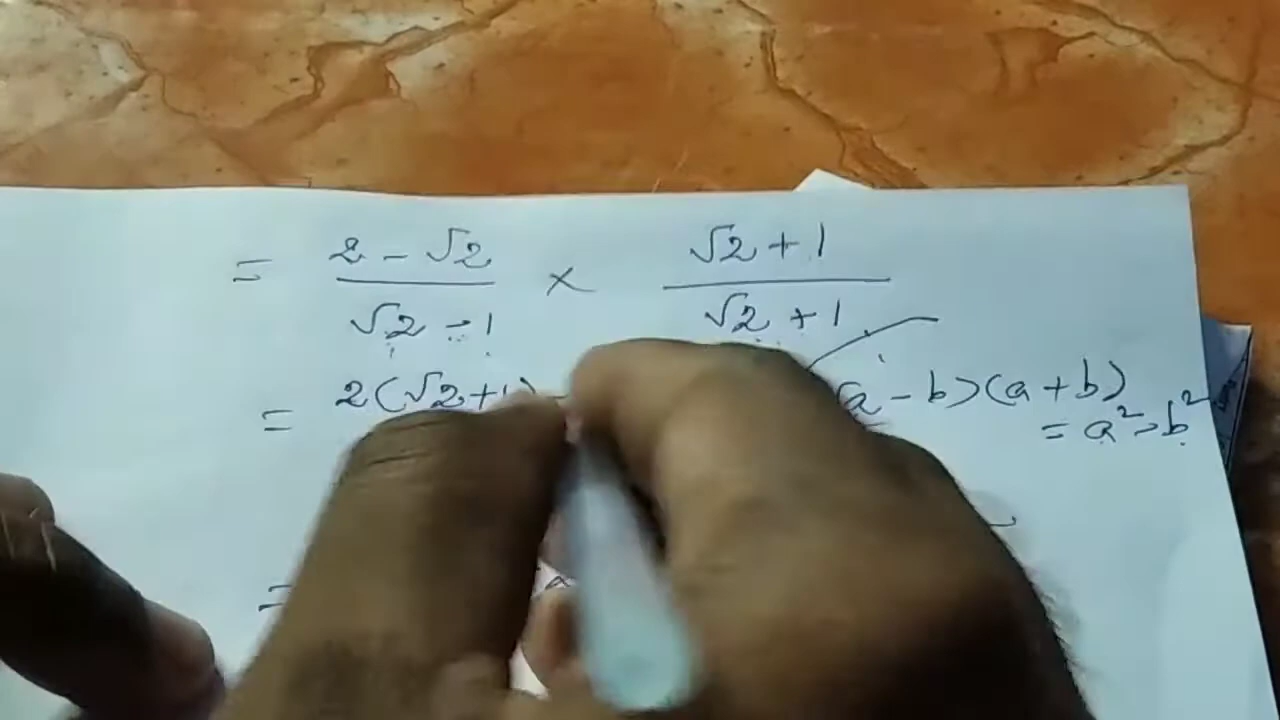 = 2 - √2 / √2 - 1 × √2 + 1 / √2 + 1
= 2(√2+1) -
(a - b)(a + b)
= a² - b²
=